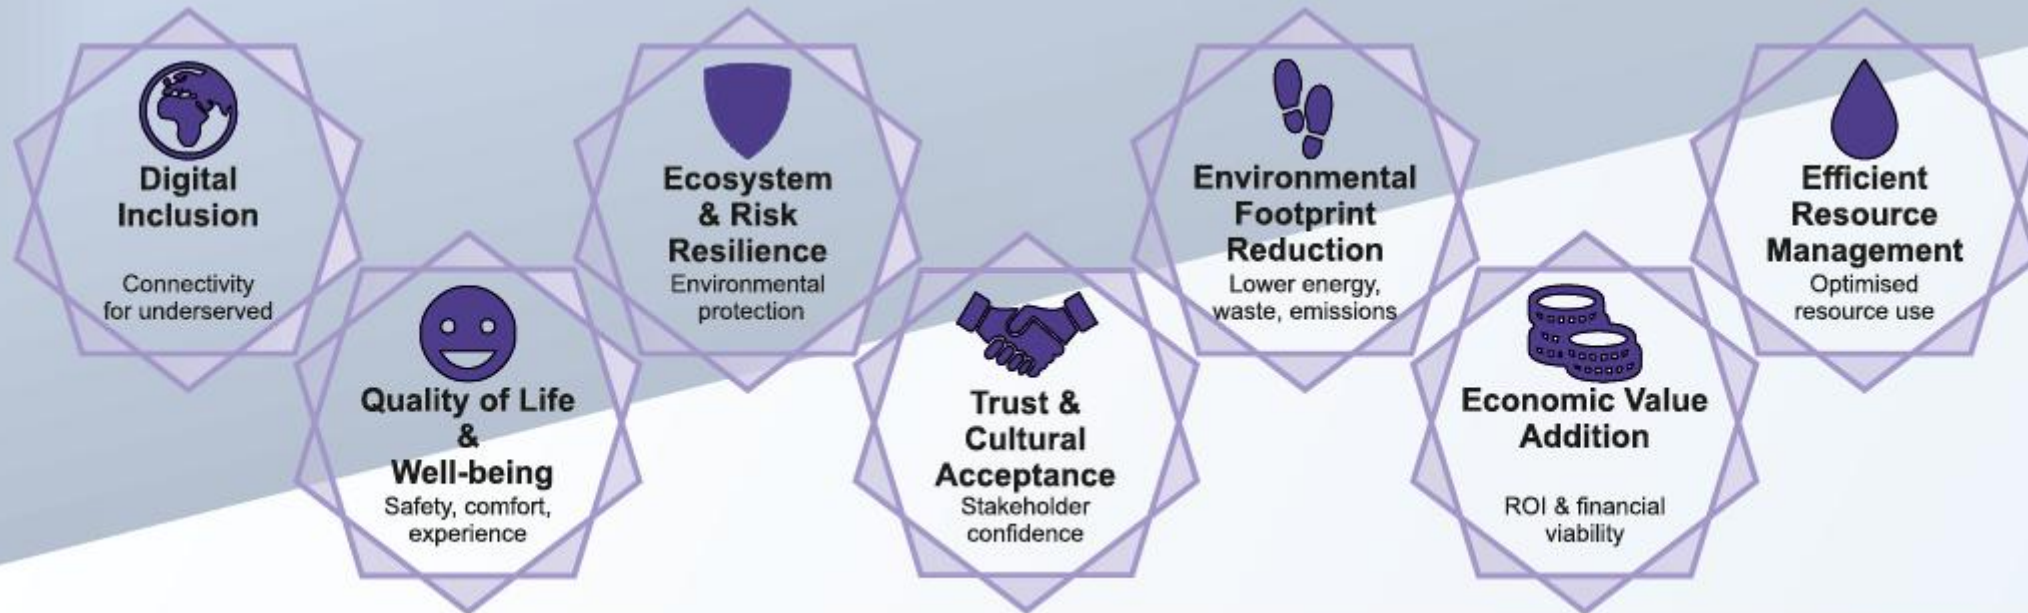 Digital
Inclusion
Connectivity
for underserved
Quality of Life
&
Well-being
Safety, comfort,
experience
Ecosystem
& Risk
Resilience
Environmental
protection
Trust &
Cultural
Acceptance
Stakeholder
confidence
Environmental
Footprint
Reduction
Lower energy,
waste, emissions
Economic Value
Addition
ROI & financial
viability
Efficient
Resource
Management
Optimised
resource use